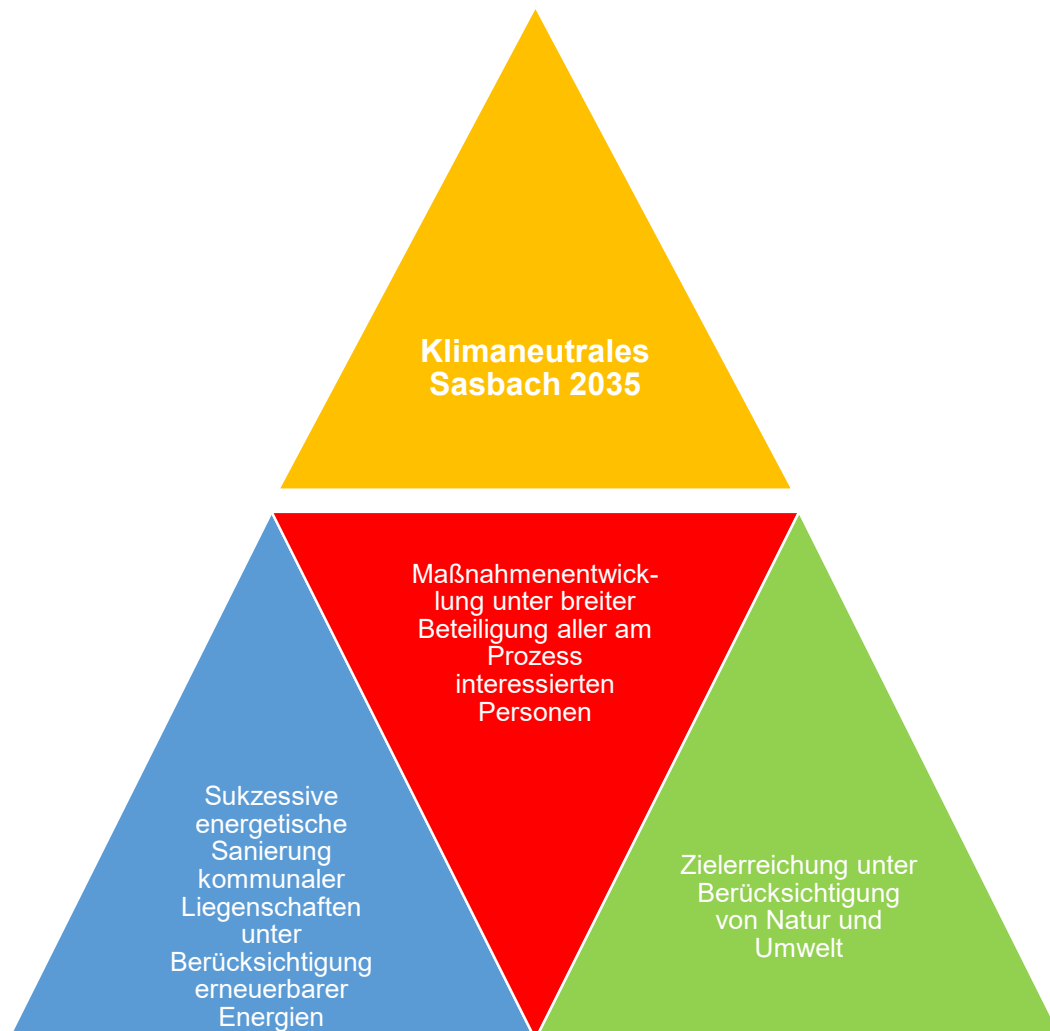 Klimaneutrales
Sasbach 2035
Maßnahmenentwick-
lung unter breiter
Beteiligung aller am
Prozess
interessierten
Personen
Sukzessive
energetische
Sanierung
kommunaler
Liegenschaften
unter
Berücksichtigung
erneuerbarer
Energien
Zielerreichung unter
Berücksichtigung
von Natur und
Umwelt